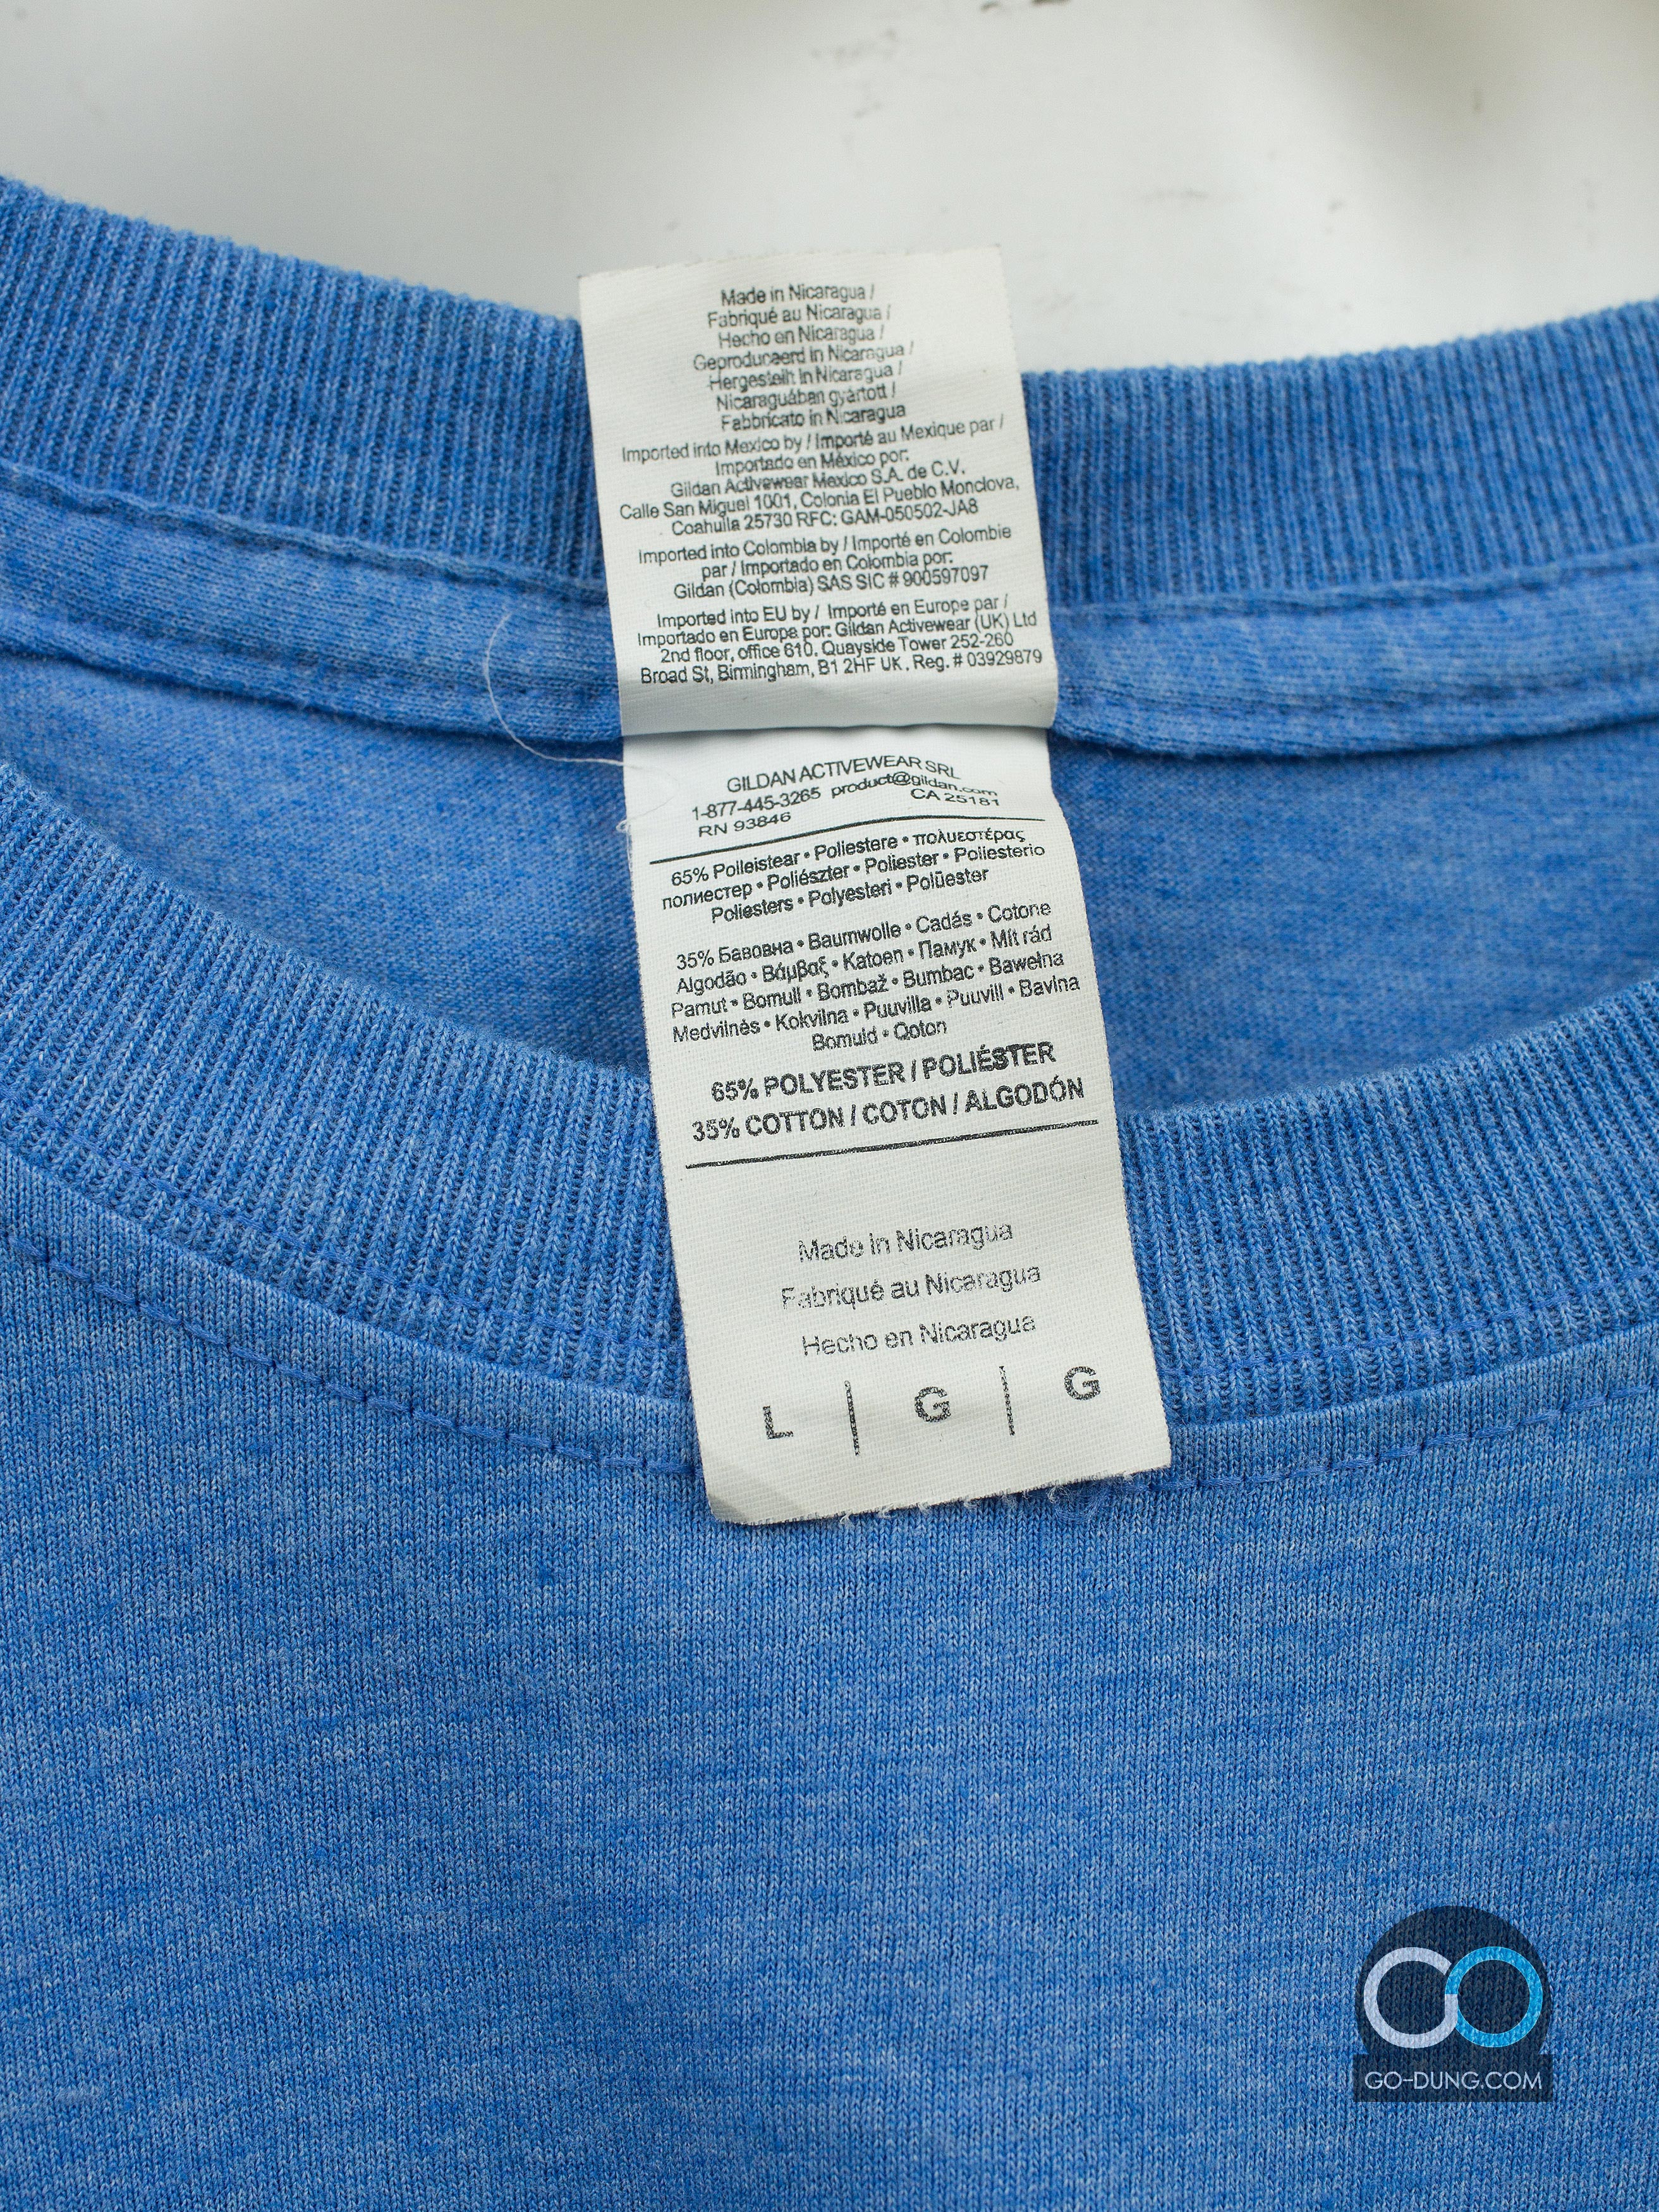 Made in Nicaragua /
Fabriqué au Nicaragua /
Hecho en Nicaragua /
Geproduceerd in Nicaragua /
Hergestellt in Nicaragua /
Nicaraguában gyártott /
Fabbricato in Nicaragua
Imported into Mexico by / Importé au Mexique par /
Importado en México por:
Gildan Activewear Mexico S.A. de C.V.
Calle San Miguel 1001, Colonia El Pueblo Monclova,
Coahuila 25730 RFC: GAM-050502-JA8
Imported into Colombia by / Importé en Colombie
par / Importado en Colombia por:
Gildan (Colombia) SAS SIC # 900597097
Imported into EU by / Importé en Europe par /
Importado en Europa por: Gildan Activewear (UK) Ltd
2nd floor, office 610, Quayside Tower 252-260
Broad St, Birmingham, B1 2HF UK. Reg. # 03929879
GILDAN ACTIVEWEAR SRL
1-877-445-3265 product@gildan.com
RN 93846 CA 25181
65% Polleistear • Poliestere • πολυεστέρας
полиестер • Poliészter • Poliester • Poliesterio
Poliesters • Polyesteri • Polüester
35% Бавовна • Baumwolle • Cadás • Cotone
Algodão • Βάμβαξ • Katoen • Памук • Mît rád
Pamut • Bomull • Bombaž • Bumbac • Bawełna
Medvilnės • Kokvilna • Puuvilla • Puuvill • Bavlna
Bomuld • Qoton
65% POLYESTER / POLIÉSTER
35% COTTON / COTON / ALGODÓN
Made in Nicaragua
Fabriqué au Nicaragua
Hecho en Nicaragua
L | G | G
GO
GO-DUNG.COM